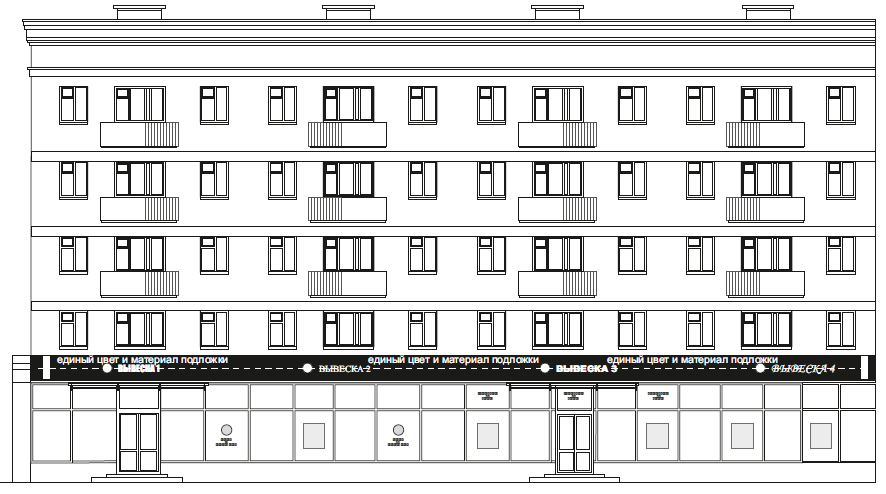 единый цвет и материал подложки единый цвет и материал подложки единый цвет и материал подложки
ВЫВЕСКА 1 ВЫВЕСКА 2 ВЫВЕСКА 3 ВЫВЕСКА 4